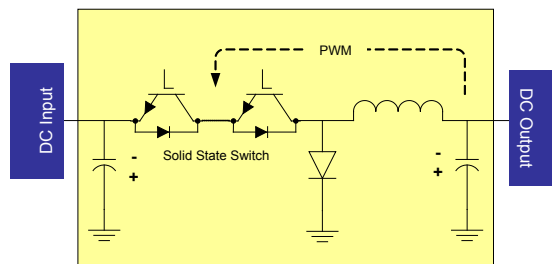 PWM
DC Input
Solid State Switch
DC Output
-
+
-
+